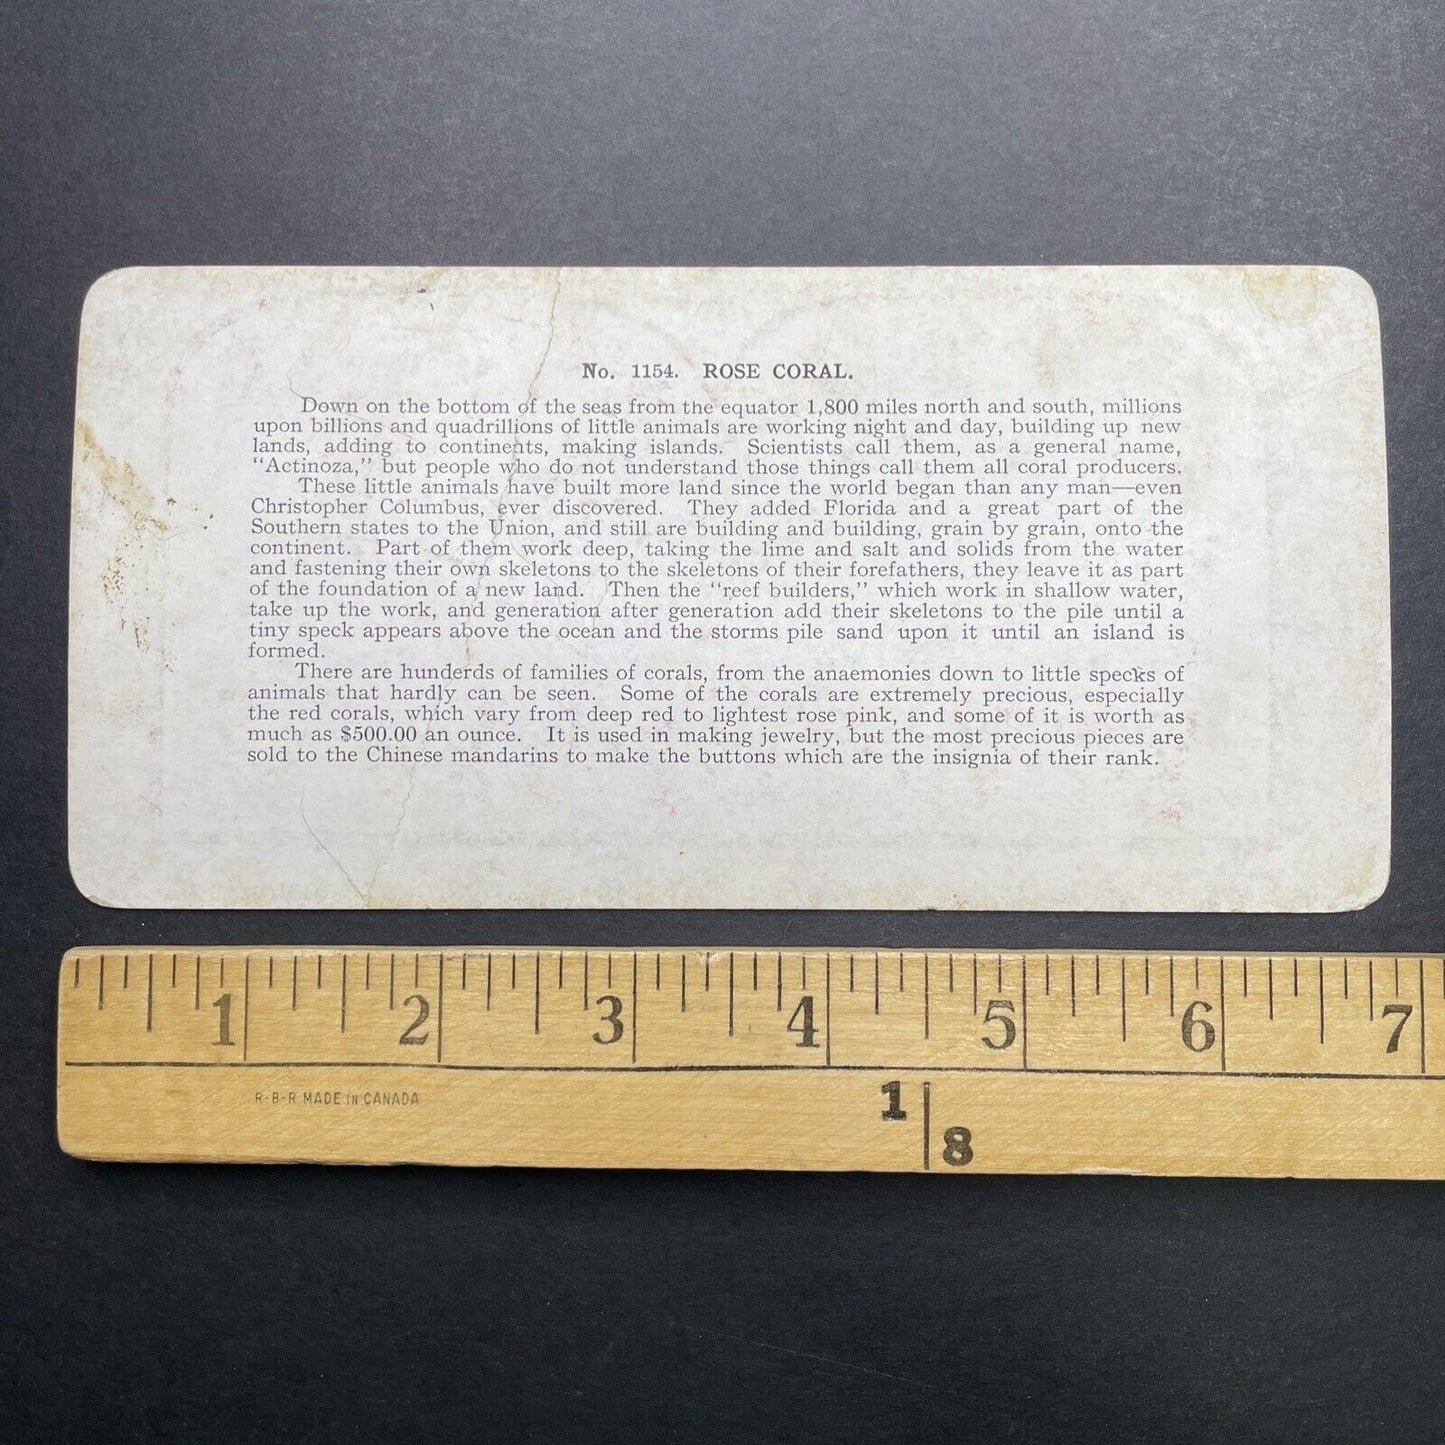 No. 1154. ROSE CORAL.
Down on the bottom of the seas from the equator 1,800 miles north and south, millions
upon billions and quadrillions of little animals are working night and day, building up new
lands, adding to continents, making islands. Scientists call them, as a general name,
"Actinoza," but people who do not understand those things call them all coral producers.
These little animals have built more land since the world began than any man—even
Christopher Columbus, ever discovered. They added Florida and a great part of the
Southern states to the Union, and still are building and building, grain by grain, onto the
continent. Part of them work deep, taking the lime and salt and solids from the water
and fastening their own skeletons to the skeletons of their forefathers, they leave it as part
of the foundation of a new land. Then the "reef builders," which work in shallow water,
take up the work, and generation after generation add their skeletons to the pile until a
tiny speck appears above the ocean and the storms pile sand upon it until an island is
formed.
There are hunderds of families of corals, from the anaemonies down to little specks of
animals that hardly can be seen. Some of the corals are extremely precious, especially
the red corals, which vary from deep red to lightest rose pink, and some of it is worth as
much as $500.00 an ounce. It is used in making jewelry, but the most precious pieces are
sold to the Chinese mandarins to make the buttons which are the insignia of their rank.
1 2 3 4 5 6 7
R-B-R MADE IN CANADA
1
8